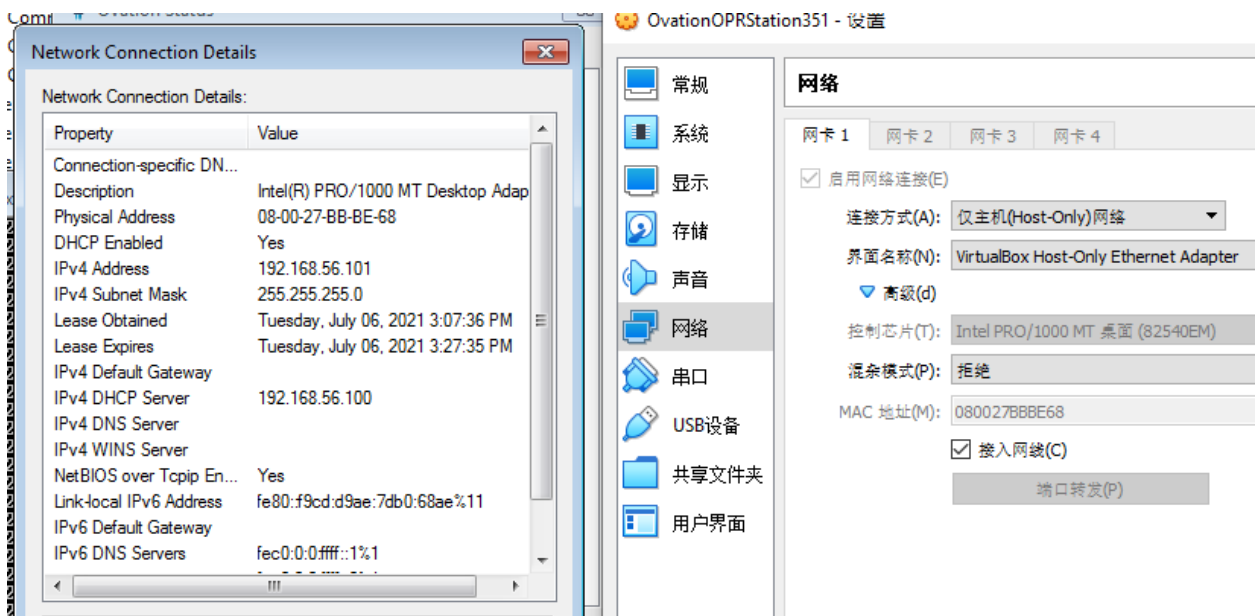 Ovation Status
Network Connection Details
Network Connection Details:
Property Value
Connection-specific DN...
Description Intel(R) PRO/1000 MT Desktop Adap
Physical Address 08-00-27-BB-BE-68
DHCP Enabled Yes
IPv4 Address 192.168.56.101
IPv4 Subnet Mask 255.255.255.0
Lease Obtained Tuesday, July 06, 2021 3:07:36 PM
Lease Expires Tuesday, July 06, 2021 3:27:35 PM
IPv4 Default Gateway
IPv4 DHCP Server 192.168.56.100
IPv4 DNS Server
IPv4 WINS Server
NetBIOS over Tcpip En... Yes
Link-local IPv6 Address fe80::f9cd:d9ae:7db0:68ae%11
IPv6 Default Gateway
IPv6 DNS Servers fec0:0:0:ffff::1%1
OvationOPRStation351 - 设置
常规
系统
显示
存储
声音
网络
串口
USB设备
共享文件夹
用户界面
网络
网卡 1 网卡 2 网卡 3 网卡 4
启用网络连接(E)
连接方式(A): 仅主机(Host-Only)网络
界面名称(N): VirtualBox Host-Only Ethernet Adapter
高级(d)
控制芯片(T): Intel PRO/1000 MT 桌面 (82540EM)
混杂模式(P): 拒绝
MAC 地址(M): 080027BBBE68
接入网线(C)
端口转发(P)